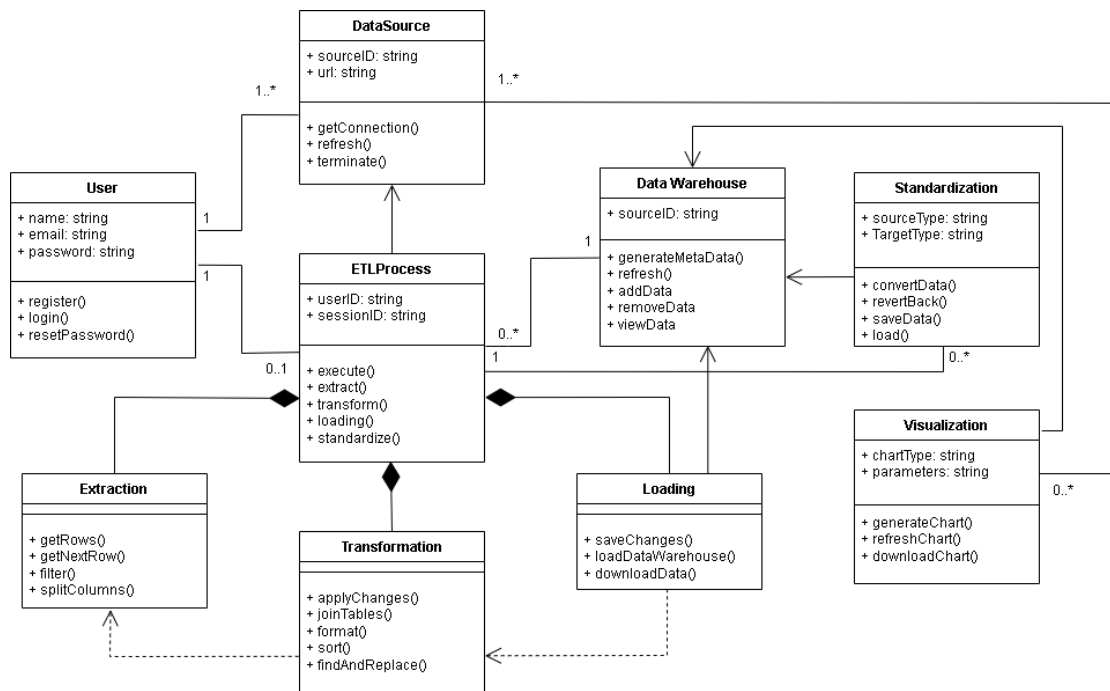 DataSource
+ sourceID: string
+ url: string
+ getConnection()
+ refresh()
+ terminate()
1..*
1..*
User
+ name: string
+ email: string
+ password: string
+ register()
+ login()
+ resetPassword()
1
1
ETLProcess
+ userID: string
+ sessionID: string
+ execute()
+ extract()
+ transform()
+ loading()
+ standardize()
0..1
0..*
1
Data Warehouse
+ sourceID: string
+ generateMetaData()
+ refresh()
+ addData
+ removeData
+ viewData
1
Standardization
+ sourceType: string
+ TargetType: string
+ convertData()
+ revertBack()
+ saveData()
+ load()
0..*
Visualization
+ chartType: string
+ parameters: string
+ generateChart()
+ refreshChart()
+ downloadChart()
0..*
Extraction
+ getRows()
+ getNextRow()
+ filter()
+ splitColumns()
Transformation
+ applyChanges()
+ joinTables()
+ format()
+ sort()
+ findAndReplace()
Loading
+ saveChanges()
+ loadDataWarehouse()
+ downloadData()